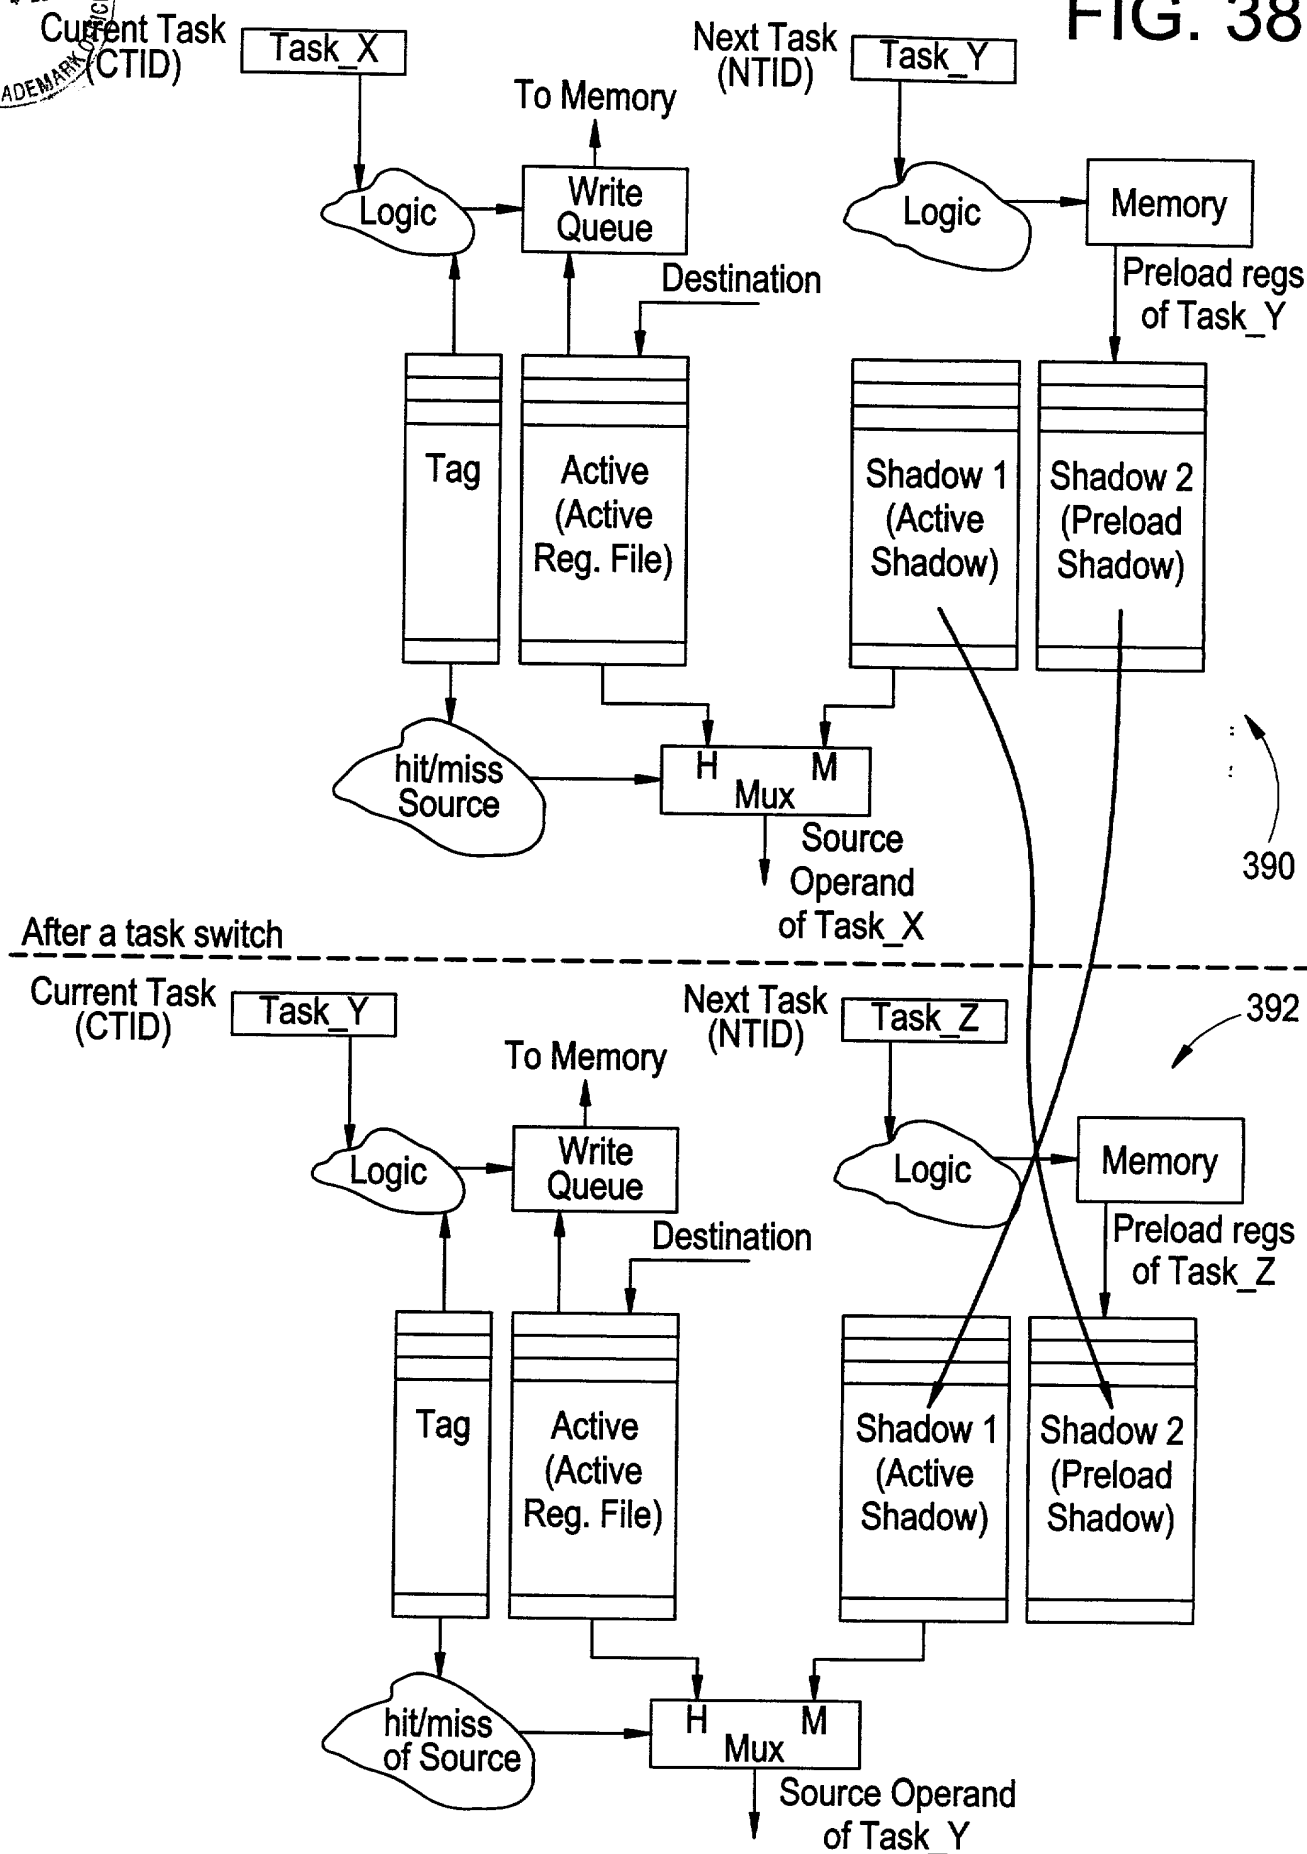 FIG. 38
Current Task
(CTID)
Task_X
Next Task
(NTID)
Task_Y
To Memory
Logic
Write
Queue
Logic
Memory
Destination
Preload regs
of Task_Y
Tag
Active
(Active
Reg. File)
Shadow 1
(Active
Shadow)
Shadow 2
(Preload
Shadow)
hit/miss
Source
H
M
Mux
Source
Operand
of Task_X
390
After a task switch
Current Task
(CTID)
Task_Y
Next Task
(NTID)
Task_Z
392
To Memory
Logic
Write
Queue
Logic
Memory
Destination
Preload regs
of Task_Z
Tag
Active
(Active
Reg. File)
Shadow 1
(Active
Shadow)
Shadow 2
(Preload
Shadow)
hit/miss
of Source
H
M
Mux
Source Operand
of Task_Y